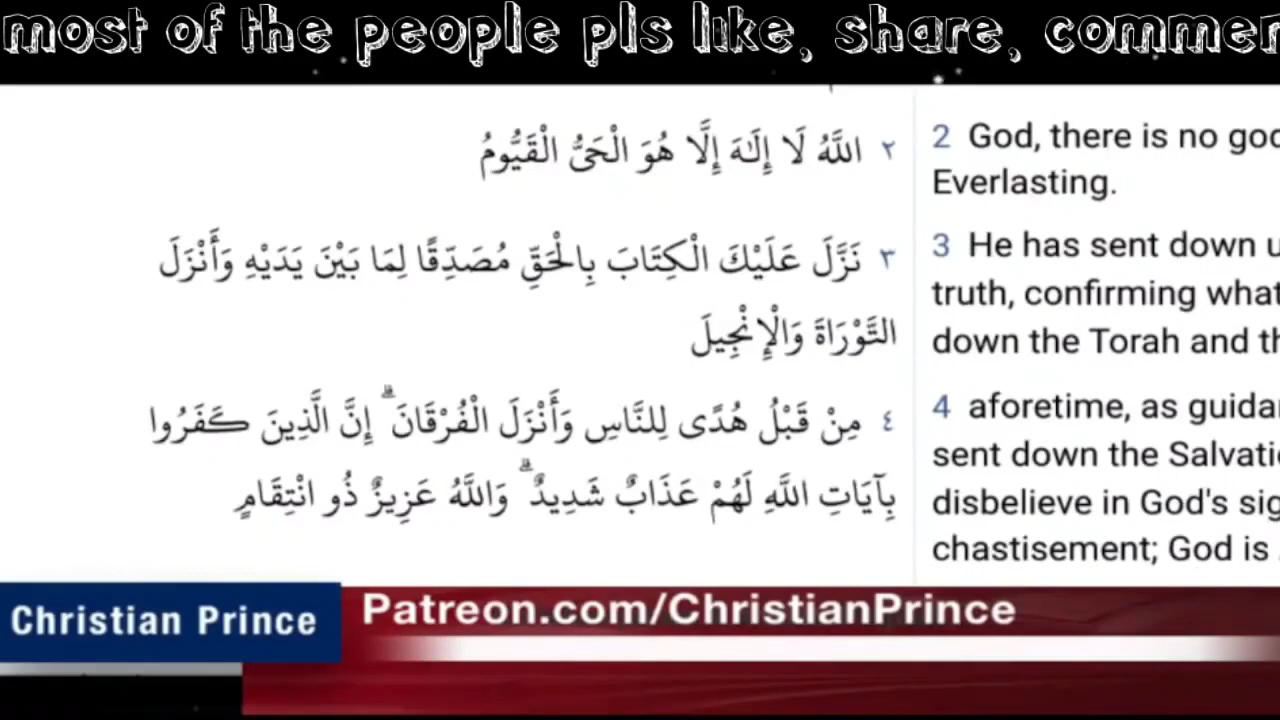 most of the people pls like, share, commen
٢ اللَّهُ لَا إِلَٰهَ إِلَّا هُوَ الْحَيُّ الْقَيُّومُ
٣ نَزَّلَ عَلَيْكَ الْكِتَابَ بِالْحَقِّ مُصَدِّقًا لِمَا بَيْنَ يَدَيْهِ وَأَنْزَلَ
التَّوْرَاةَ وَالْإِنْجِيلَ
٤ مِنْ قَبْلُ هُدًى لِلنَّاسِ وَأَنْزَلَ الْفُرْقَانَ ۗ إِنَّ الَّذِينَ كَفَرُوا
بِآيَاتِ اللَّهِ لَهُمْ عَذَابٌ شَدِيدٌ ۗ وَاللَّهُ عَزِيزٌ ذُو انْتِقَامٍ
2 God, there is no god
Everlasting.
3 He has sent down u
truth, confirming what
down the Torah and th
4 aforetime, as guidan
sent down the Salvatio
disbelieve in God's sig
chastisement; God is
Christian Prince
Patreon.com/ChristianPrince